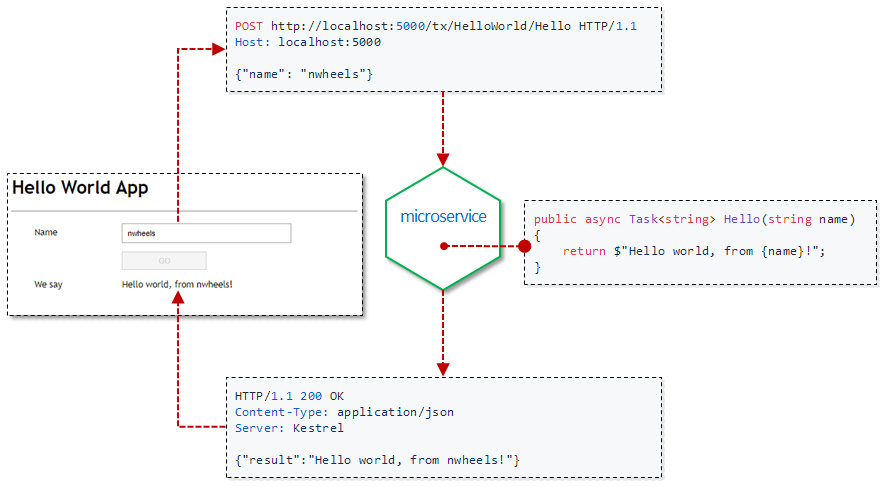 POST http://localhost:5000/tx/HelloWorld/Hello HTTP/1.1
Host: localhost:5000
{"name": "nwheels"}
Hello World App
Name
nwheels
GO
We say
Hello world, from nwheels!
microservice
public async Task<string> Hello(string name)
{
    return $"Hello world, from {name}!";
}
HTTP/1.1 200 OK
Content-Type: application/json
Server: Kestrel
{"result":"Hello world, from nwheels!"}